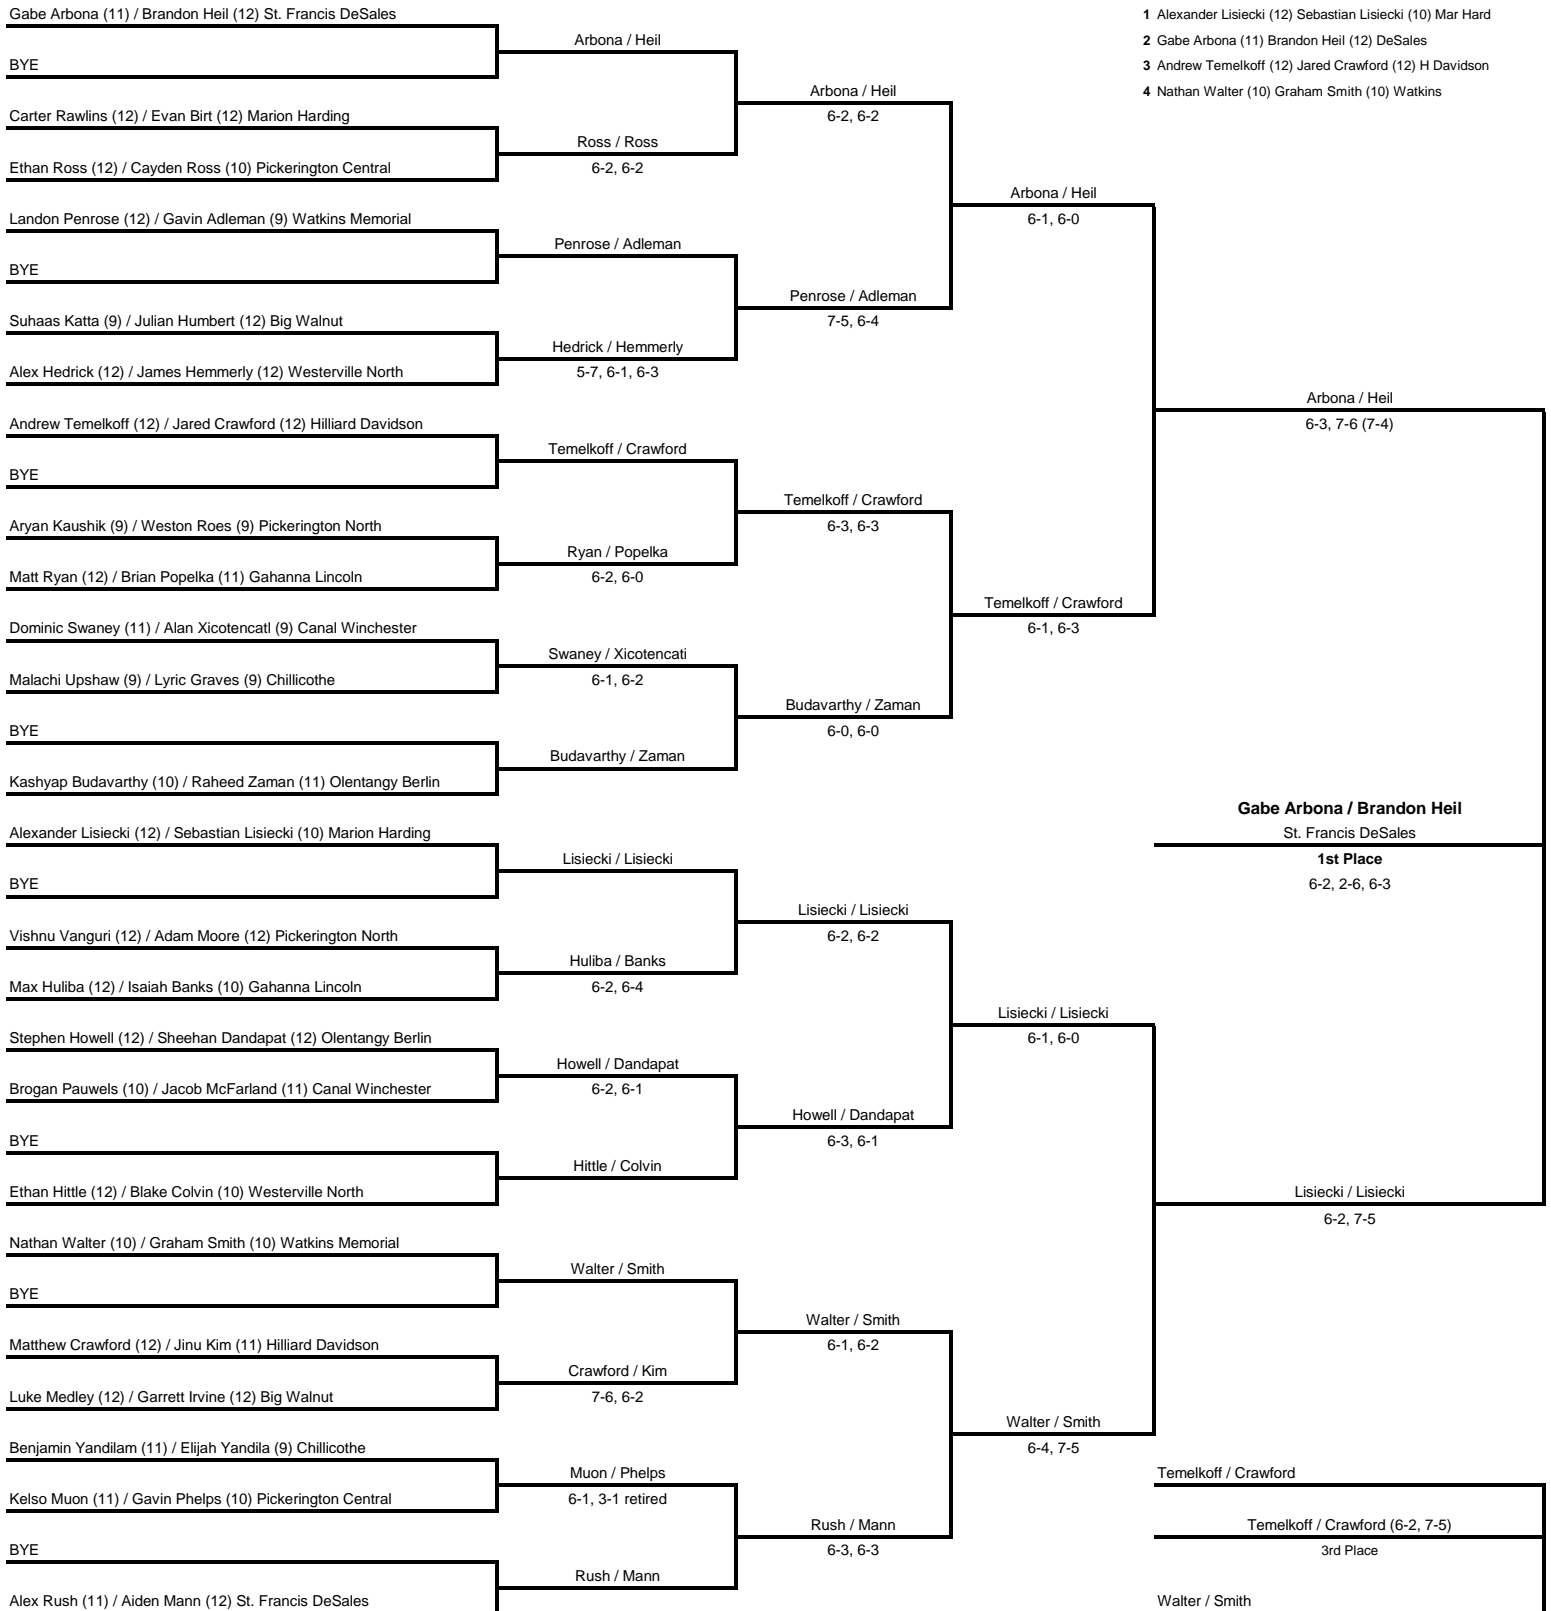 Gabe Arbona (11) / Brandon Heil (12) St. Francis DeSales
BYE
Carter Rawlins (12) / Evan Birt (12) Marion Harding
Ethan Ross (12) / Cayden Ross (10) Pickerington Central
Landon Penrose (12) / Gavin Adleman (9) Watkins Memorial
BYE
Suhaas Katta (9) / Julian Humbert (12) Big Walnut
Alex Hedrick (12) / James Hemmerly (12) Westerville North
Andrew Temelkoff (12) / Jared Crawford (12) Hilliard Davidson
BYE
Aryan Kaushik (9) / Weston Roes (9) Pickerington North
Matt Ryan (12) / Brian Popelka (11) Gahanna Lincoln
Dominic Swaney (11) / Alan Xicotencatl (9) Canal Winchester
Malachi Upshaw (9) / Lyric Graves (9) Chillicothe
BYE
Kashyap Budavarthy (10) / Raheed Zaman (11) Olentangy Berlin
Alexander Lisiecki (12) / Sebastian Lisiecki (10) Marion Harding
BYE
Vishnu Vanguri (12) / Adam Moore (12) Pickerington North
Max Huliba (12) / Isaiah Banks (10) Gahanna Lincoln
Stephen Howell (12) / Sheehan Dandapat (12) Olentangy Berlin
Brogan Pauwels (10) / Jacob McFarland (11) Canal Winchester
BYE
Ethan Hittle (12) / Blake Colvin (10) Westerville North
Nathan Walter (10) / Graham Smith (10) Watkins Memorial
BYE
Matthew Crawford (12) / Jinu Kim (11) Hilliard Davidson
Luke Medley (12) / Garrett Irvine (12) Big Walnut
Benjamin Yandilam (11) / Elijah Yandila (9) Chillicothe
Kelso Muon (11) / Gavin Phelps (10) Pickerington Central
BYE
Alex Rush (11) / Aiden Mann (12) St. Francis DeSales
Arbona / Heil
Ross / Ross
6-2, 6-2
Penrose / Adleman
Hedrick / Hemmerly
5-7, 6-1, 6-3
Temelkoff / Crawford
Ryan / Popelka
6-2, 6-0
Swaney / Xicotencati
6-1, 6-2
Budavarthy / Zaman
Lisiecki / Lisiecki
Huliba / Banks
6-2, 6-4
Howell / Dandapat
6-2, 6-1
Hittle / Colvin
Walter / Smith
Crawford / Kim
7-6, 6-2
Muon / Phelps
6-1, 3-1 retired
Rush / Mann
Arbona / Heil
6-2, 6-2
Penrose / Adleman
7-5, 6-4
Temelkoff / Crawford
6-3, 6-3
Budavarthy / Zaman
6-0, 6-0
Lisiecki / Lisiecki
6-2, 6-2
Howell / Dandapat
6-3, 6-1
Walter / Smith
6-1, 6-2
Rush / Mann
6-3, 6-3
Arbona / Heil
6-1, 6-0
Temelkoff / Crawford
6-1, 6-3
Lisiecki / Lisiecki
6-1, 6-0
Walter / Smith
6-4, 7-5
1 Alexander Lisiecki (12) Sebastian Lisiecki (10) Mar Hard
2 Gabe Arbona (11) Brandon Heil (12) DeSales
3 Andrew Temelkoff (12) Jared Crawford (12) H Davidson
4 Nathan Walter (10) Graham Smith (10) Watkins
Arbona / Heil
6-3, 7-6 (7-4)
Gabe Arbona / Brandon Heil
St. Francis DeSales
1st Place
6-2, 2-6, 6-3
Lisiecki / Lisiecki
6-2, 7-5
Temelkoff / Crawford
Temelkoff / Crawford (6-2, 7-5)
3rd Place
Walter / Smith